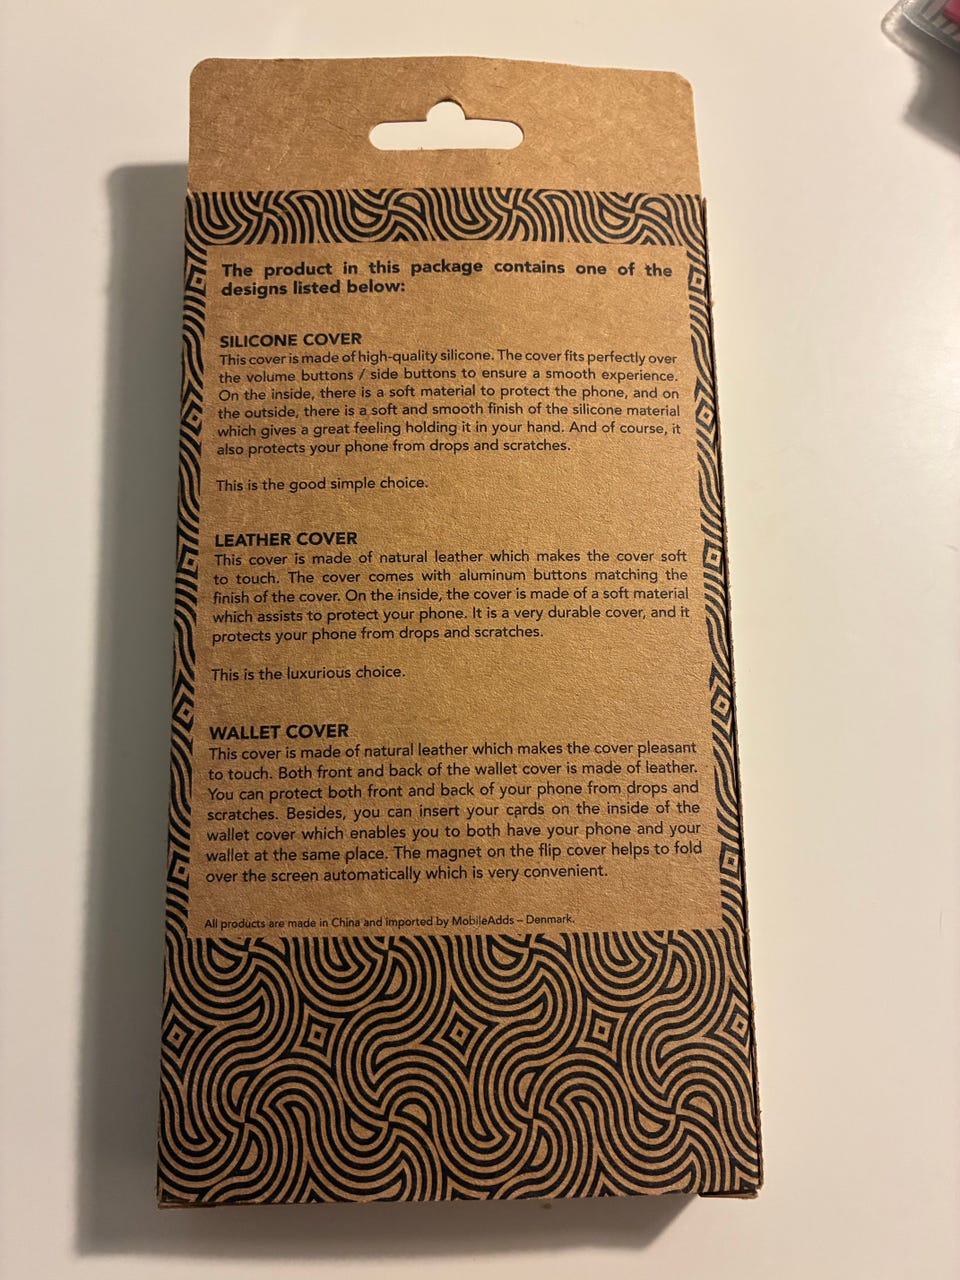 The product in this package contains one of the
designs listed below:
SILICONE COVER
This cover is made of high-quality silicone. The cover fits perfectly over
the volume buttons / side buttons to ensure a smooth experience.
On the inside, there is a soft material to protect the phone, and on
the outside, there is a soft and smooth finish of the silicone material
which gives a great feeling holding it in your hand. And of course, it
also protects your phone from drops and scratches.
This is the good simple choice.
LEATHER COVER
This cover is made of natural leather which makes the cover soft
to touch. The cover comes with aluminum buttons matching the
finish of the cover. On the inside, the cover is made of a soft material
which assists to protect your phone. It is a very durable cover, and it
protects your phone from drops and scratches.
This is the luxurious choice.
WALLET COVER
This cover is made of natural leather which makes the cover pleasant
to touch. Both front and back of the wallet cover is made of leather.
You can protect both front and back of your phone from drops and
scratches. Besides, you can insert your cards on the inside of the
wallet cover which enables you to both have your phone and your
wallet at the same place. The magnet on the flip cover helps to fold
over the screen automatically which is very convenient.
All products are made in China and imported by MobileAdds – Denmark.